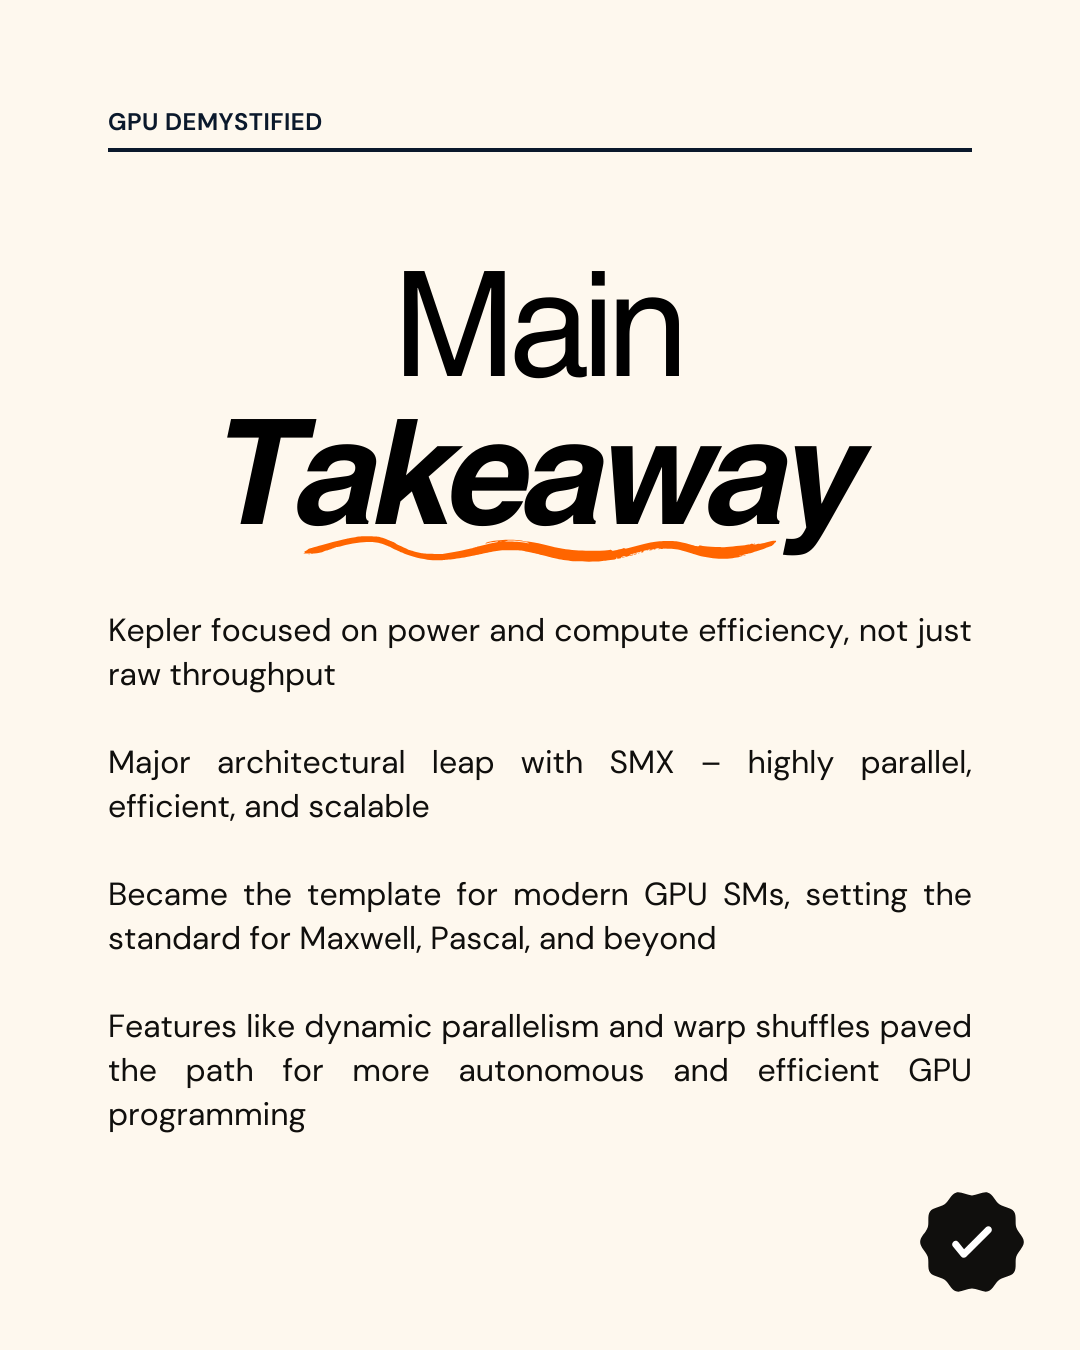 GPU DEMYSTIFIED
Main
Takeaway
Kepler focused on power and compute efficiency, not just
raw throughput
Major architectural leap with SMX – highly parallel,
efficient, and scalable
Became the template for modern GPU SMs, setting the
standard for Maxwell, Pascal, and beyond
Features like dynamic parallelism and warp shuffles paved
the path for more autonomous and efficient GPU
programming